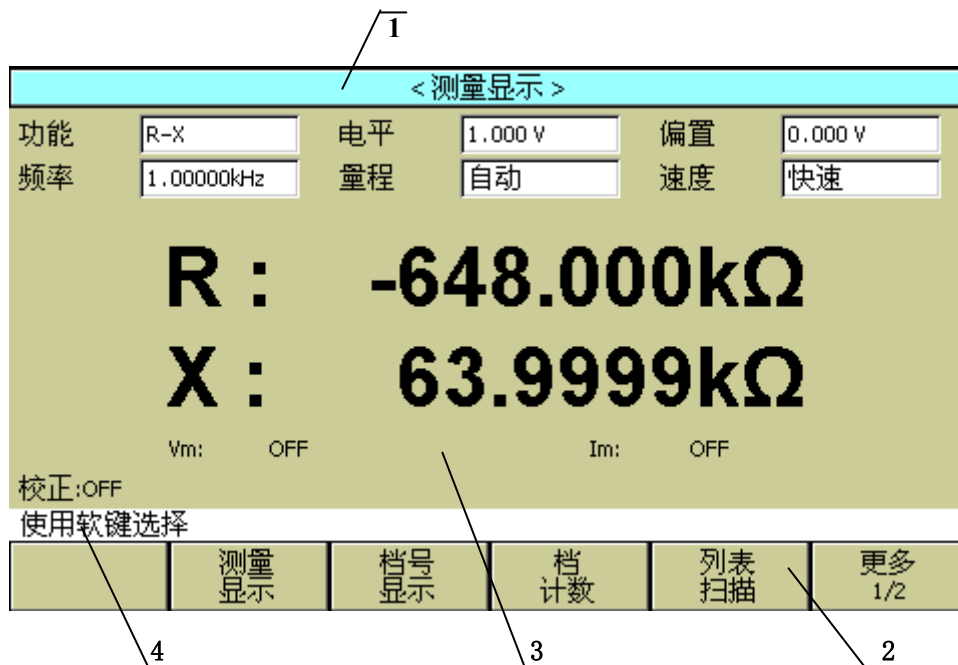 1
<测量显示>
功能 R-X 电平 1.000 V 偏置 0.000 V
频率 1.00000kHz 量程 自动 速度 快速
R : -648.000kΩ
X : 63.9999kΩ
Vm: OFF Im: OFF
校正:OFF
使用软键选择
测量 档号 档 列表 更多
显示 显示 计数 扫描 1/2
4 3 2